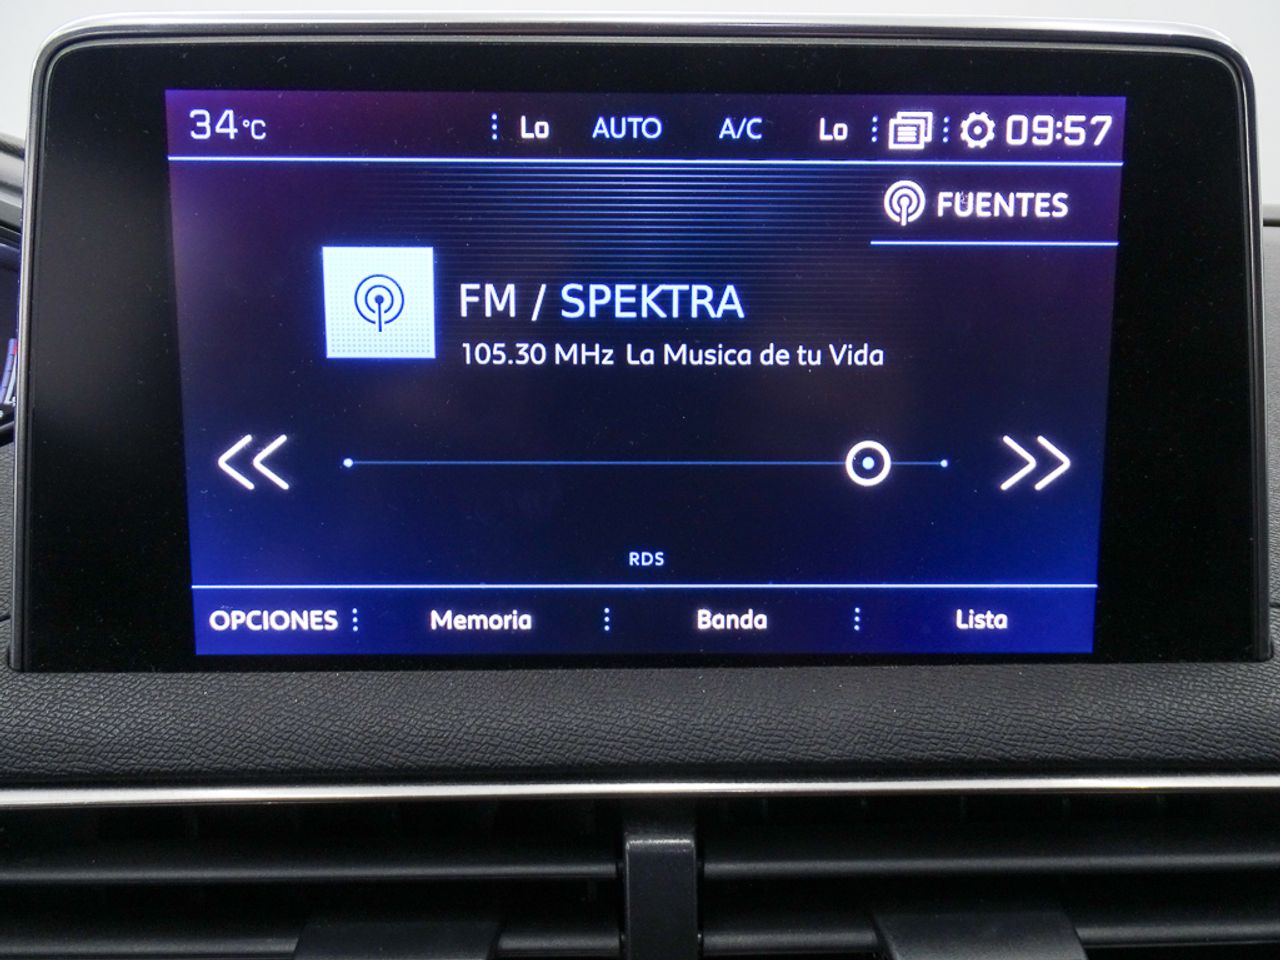 34°C Lo AUTO A/C Lo 09:57
FUENTES
FM / SPEKTRA
105.30 MHz La Musica de tu Vida
RDS
OPCIONES Memoria Banda Lista